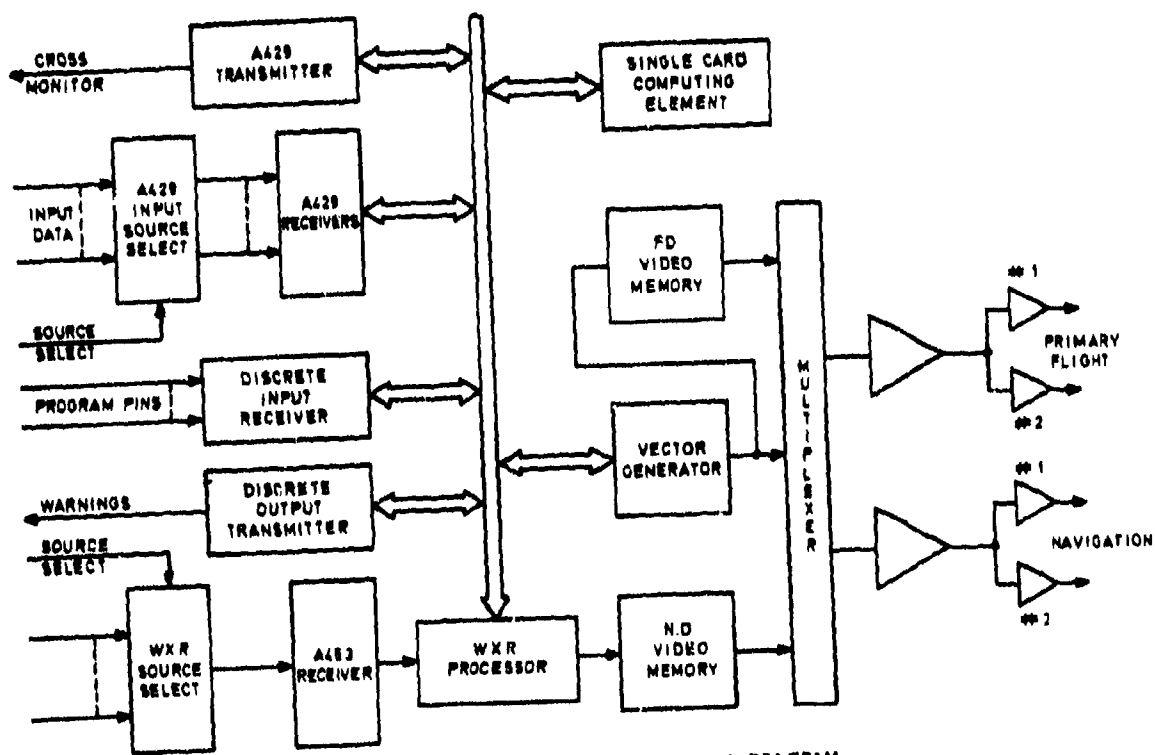 CROSS
MONITOR
A429
TRANSMITTER
SINGLE CARD
COMPUTING
ELEMENT
INPUT
DATA
A429
INPUT
SOURCE
SELECT
A429
RECEIVERS
SOURCE
SELECT
FD
VIDEO
MEMORY
MULTIPLEXER
#1
PRIMARY
FLIGHT
#2
PROGRAM PINS
DISCRETE
INPUT
RECEIVER
VECTOR
GENERATOR
WARNINGS
DISCRETE
OUTPUT
TRANSMITTER
#1
NAVIGATION
#2
SOURCE
SELECT
WXR
SOURCE
SELECT
A453
RECEIVER
WXR
PROCESSOR
N.D
VIDEO
MEMORY